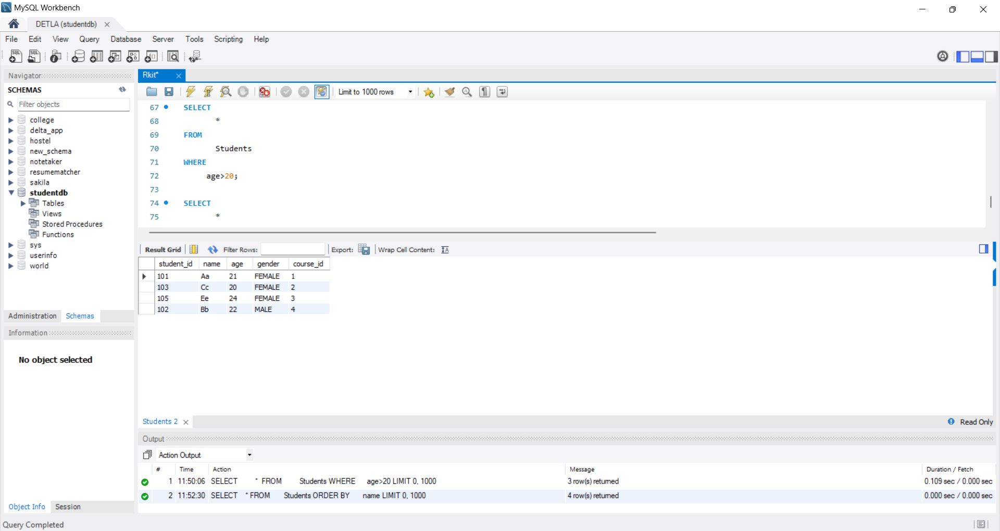 MySQL Workbench
DETLA (studentdb)
File Edit View Query Database Server Tools Scripting Help
Navigator
SCHEMAS
Filter objects
college
delta_app
hostel
new_schema
notetaker
resumematcher
sakila
studentdb
Tables
Views
Stored Procedures
Functions
sys
userinfo
world
Administration Schemas
Information
No object selected
Object Info Session
Rkit*
Limit to 1000 rows
67 SELECT
68 *
69 FROM
70 Students
71 WHERE
72 age>20;
73
74 SELECT
75 *
Result Grid Filter Rows: Export: Wrap Cell Content:
student_id name age gender course_id
101 Aa 21 FEMALE 1
103 Cc 20 FEMALE 2
105 Ee 24 FEMALE 3
102 Bb 22 MALE 4
Students 2 Read Only
Output
Action Output
# Time Action Message Duration / Fetch
1 11:50:06 SELECT * FROM Students WHERE age>20 LIMIT 0, 1000 3 row(s) returned 0.109 sec / 0.000 sec
2 11:52:30 SELECT * FROM Students ORDER BY name LIMIT 0, 1000 4 row(s) returned 0.000 sec / 0.000 sec
Query Completed